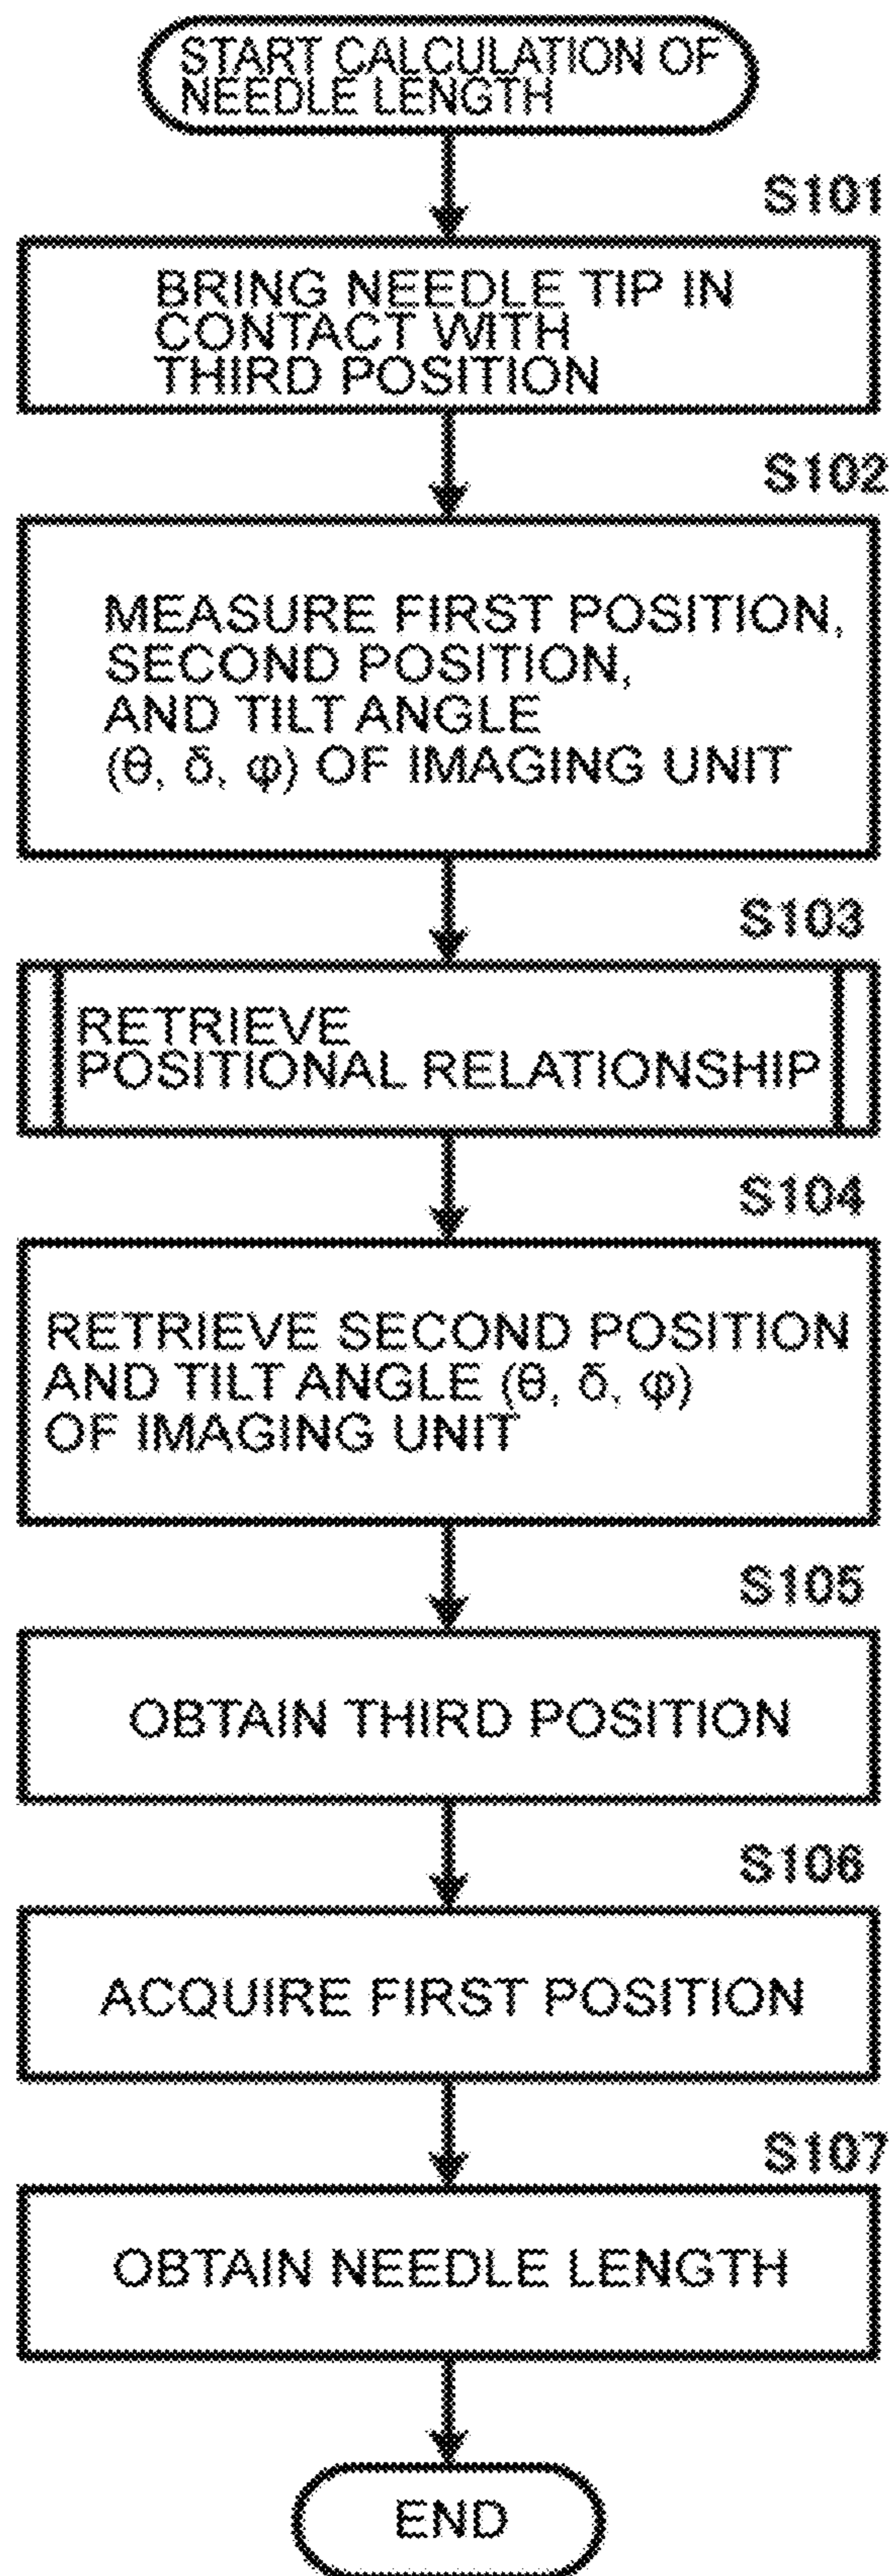 START CALCULATION OF
NEEDLE LENGTH
S101
BRING NEEDLE TIP IN
CONTACT WITH
THIRD POSITION
S102
MEASURE FIRST POSITION,
SECOND POSITION,
AND TILT ANGLE
(θ, δ, φ) OF IMAGING UNIT
S103
RETRIEVE
POSITIONAL RELATIONSHIP
S104
RETRIEVE SECOND POSITION
AND TILT ANGLE (θ, δ, φ)
OF IMAGING UNIT
S105
OBTAIN THIRD POSITION
S106
ACQUIRE FIRST POSITION
S107
OBTAIN NEEDLE LENGTH
END